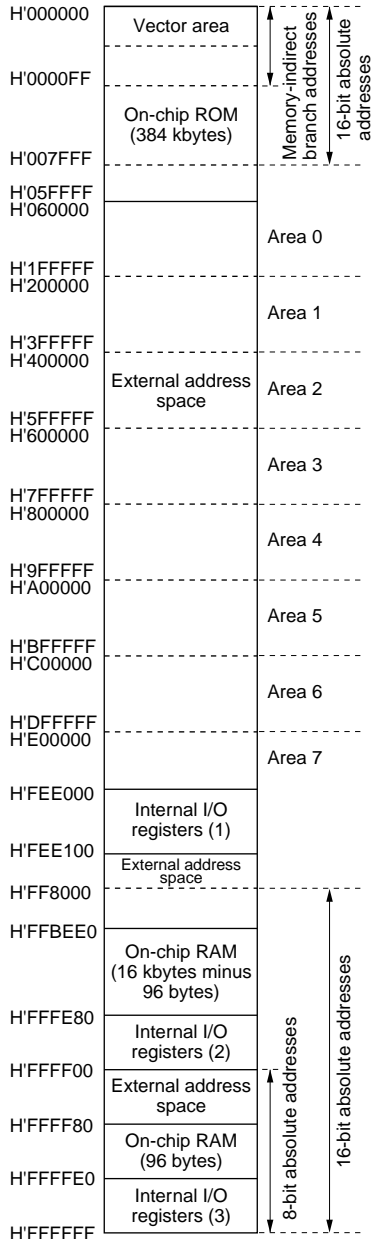 H'000000
Vector area
H'0000FF
On-chip ROM
(384 kbytes)
H'007FFF
Memory-indirect
branch addresses
16-bit absolute
addresses
H'05FFFF
H'060000
Area 0
H'1FFFFF
H'200000
Area 1
H'3FFFFF
H'400000
External address
space
Area 2
H'5FFFFF
H'600000
Area 3
H'7FFFFF
H'800000
Area 4
H'9FFFFF
H'A00000
Area 5
H'BFFFFF
H'C00000
Area 6
H'DFFFFF
H'E00000
Area 7
H'FEE000
Internal I/O
registers (1)
H'FEE100
External address
space
H'FF8000
H'FFBEE0
On-chip RAM
(16 kbytes minus
96 bytes)
H'FFFE80
Internal I/O
registers (2)
H'FFFF00
External address
space
H'FFFF80
On-chip RAM
(96 bytes)
H'FFFFE0
Internal I/O
registers (3)
H'FFFFFF
8-bit absolute addresses
16-bit absolute addresses